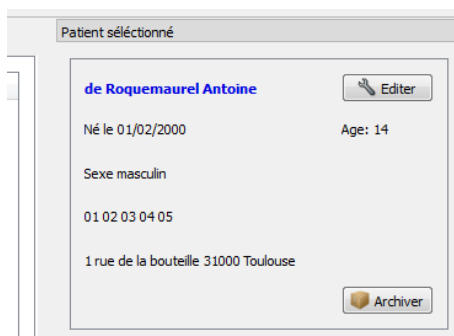 Patient séléctionné
de Roquemaurel Antoine
Editer
Né le 01/02/2000
Age: 14
Sexe masculin
01 02 03 04 05
1 rue de la bouteille 31000 Toulouse
Archiver